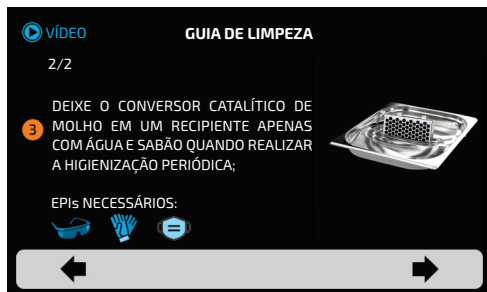 VÍDEO
GUIA DE LIMPEZA
2/2
3
DEIXE O CONVERSOR CATALÍTICO DE
MOLHO EM UM RECIPIENTE APENAS
COM ÁGUA E SABÃO QUANDO REALIZAR
A HIGIENIZAÇÃO PERIÓDICA;
EPIs NECESSÁRIOS: